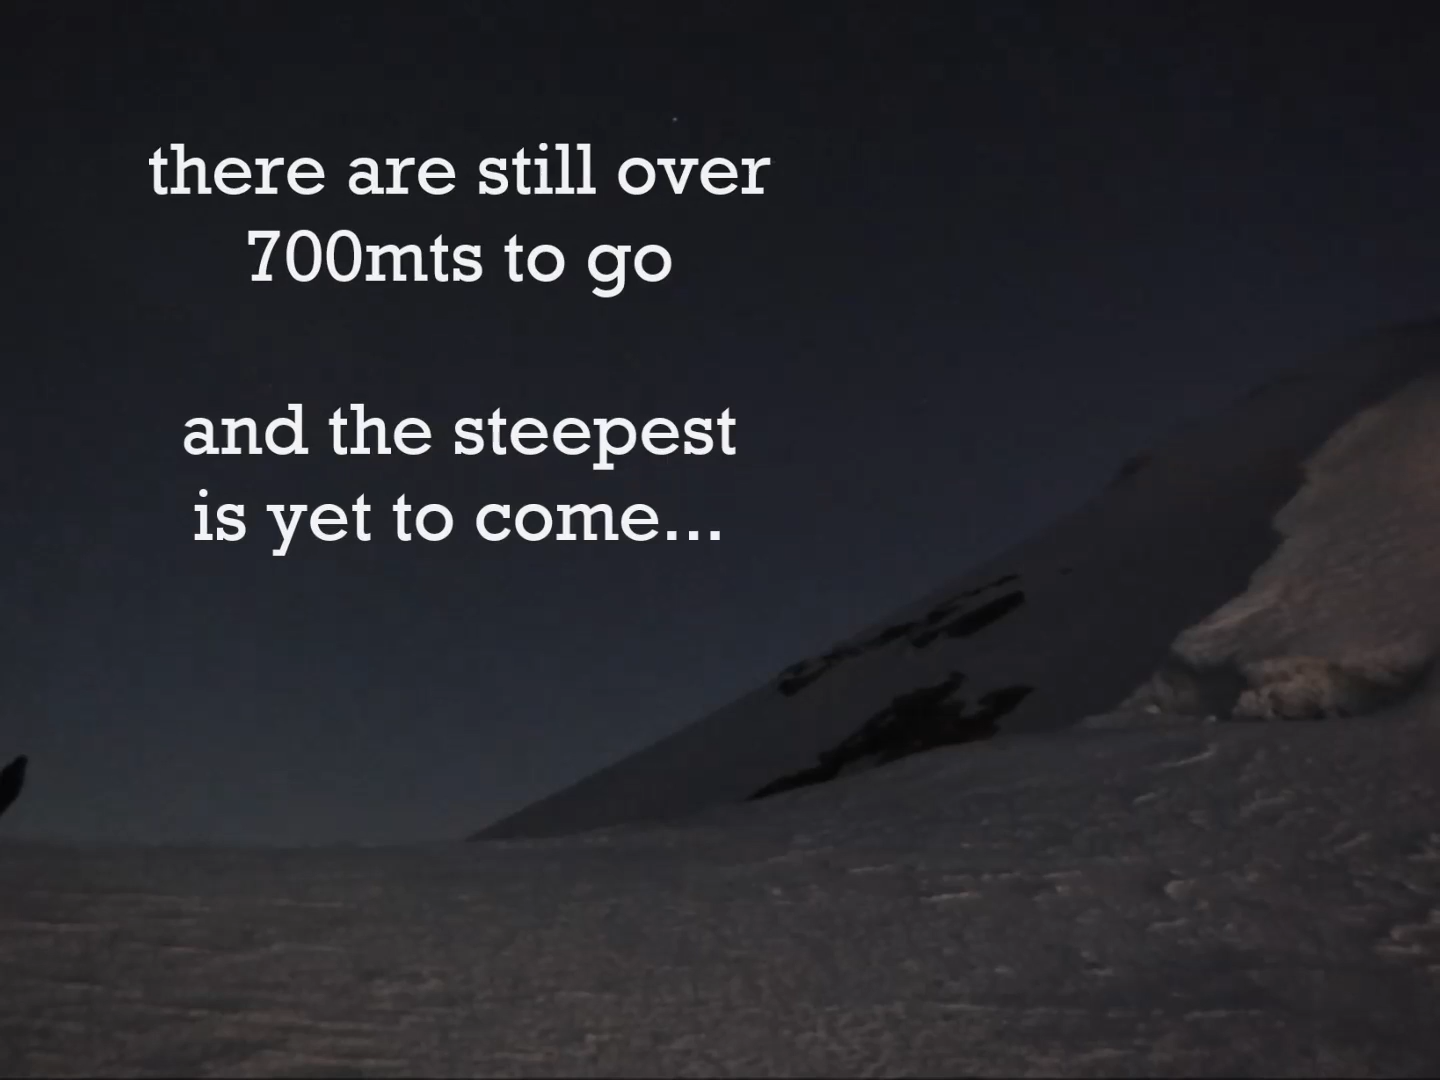 there are still over
700mts to go
and the steepest
is yet to come...